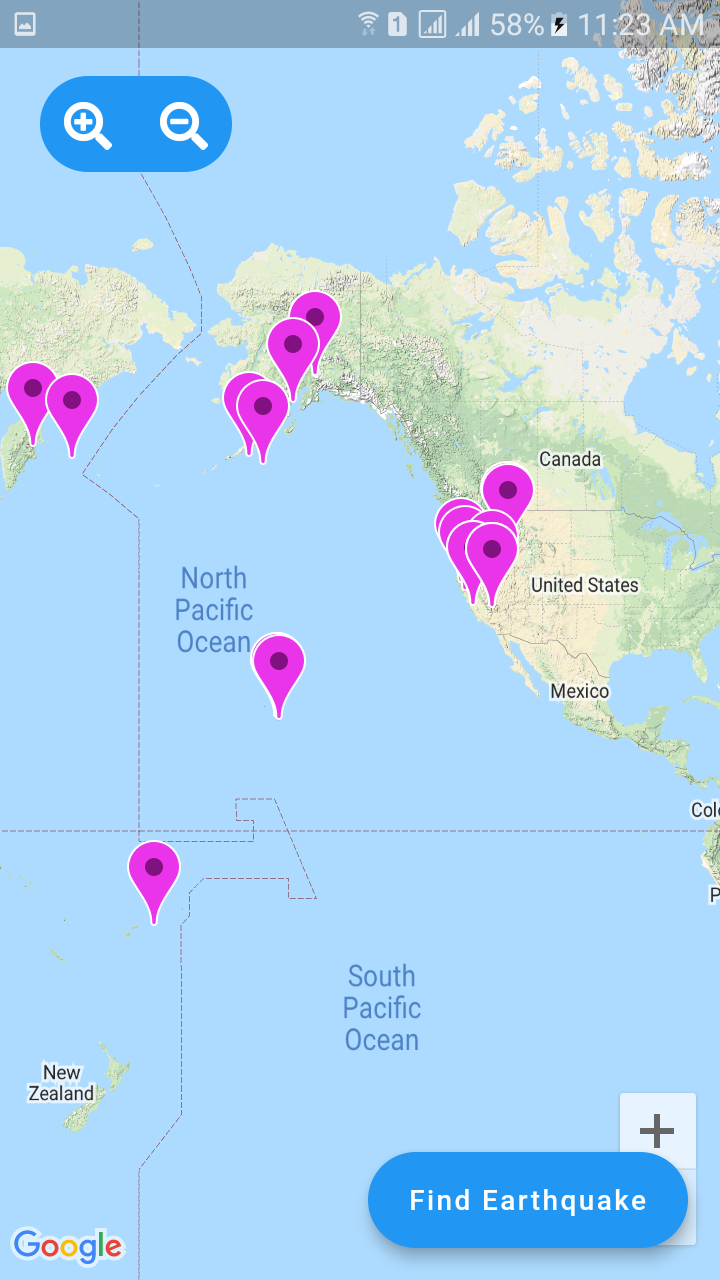 1 58% 11:23 AM
Canada
North
Pacific
Ocean
United States
Mexico
Col
P
South
Pacific
Ocean
New
Zealand
Find Earthquake
Google